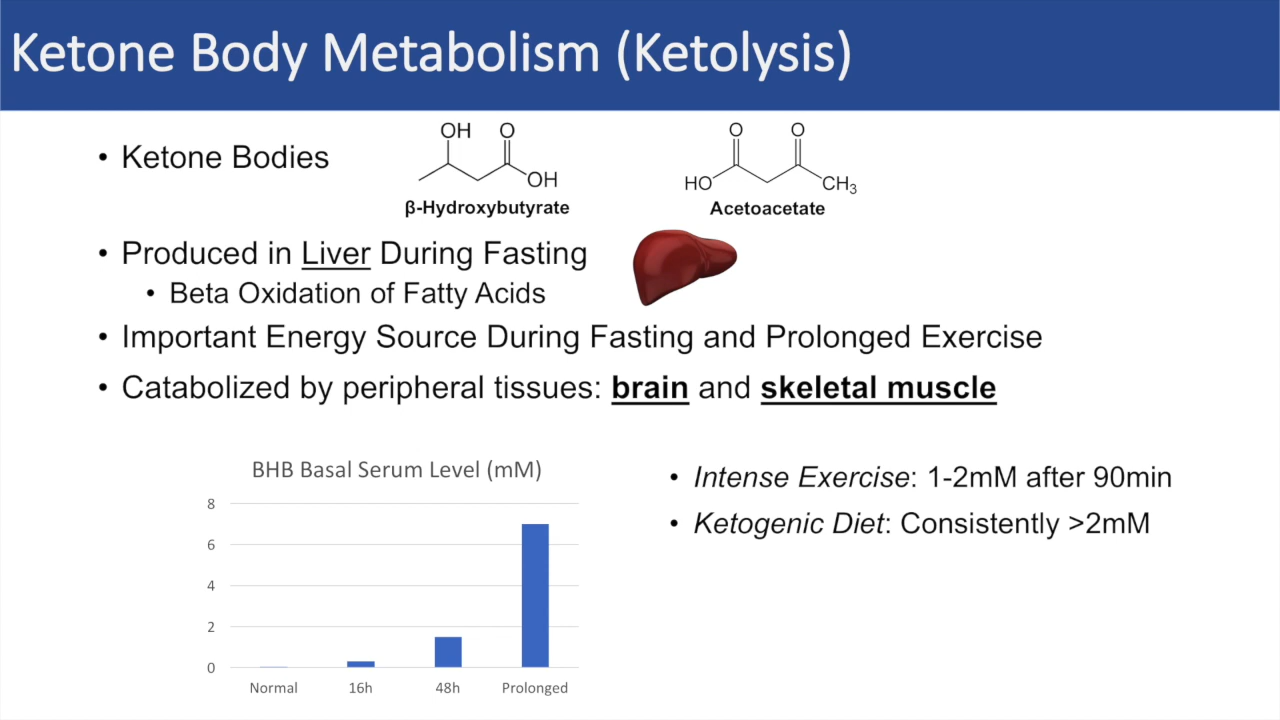 Ketone Body Metabolism (Ketolysis)
• Ketone Bodies
OH O
OH
β-Hydroxybutyrate
O O
HO CH3
Acetoacetate
• Produced in Liver During Fasting
• Beta Oxidation of Fatty Acids
• Important Energy Source During Fasting and Prolonged Exercise
• Catabolized by peripheral tissues: brain and skeletal muscle
BHB Basal Serum Level (mM)
8
6
4
2
0
Normal 16h 48h Prolonged
• Intense Exercise: 1-2mM after 90min
• Ketogenic Diet: Consistently >2mM